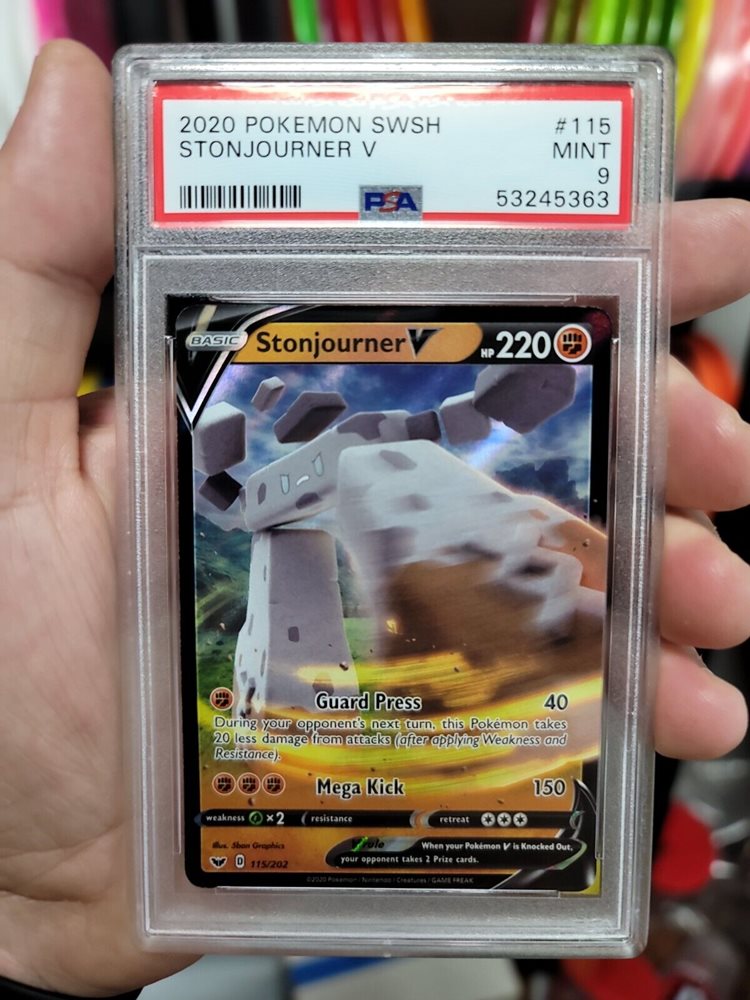 2020 POKEMON SWSH #115
STONJOURNER V MINT
9
PSA 53245363
BASIC Stonjourner V HP 220
Guard Press 40
During your opponent's next turn, this Pokémon takes
20 less damage from attacks (after applying Weakness and
Resistance).
Mega Kick 150
weakness ×2 resistance retreat
Illus. 5ban Graphics V rule When your Pokémon V is Knocked Out,
your opponent takes 2 Prize cards.
D 115/202
©2020 Pokémon / Nintendo / Creatures / GAME FREAK